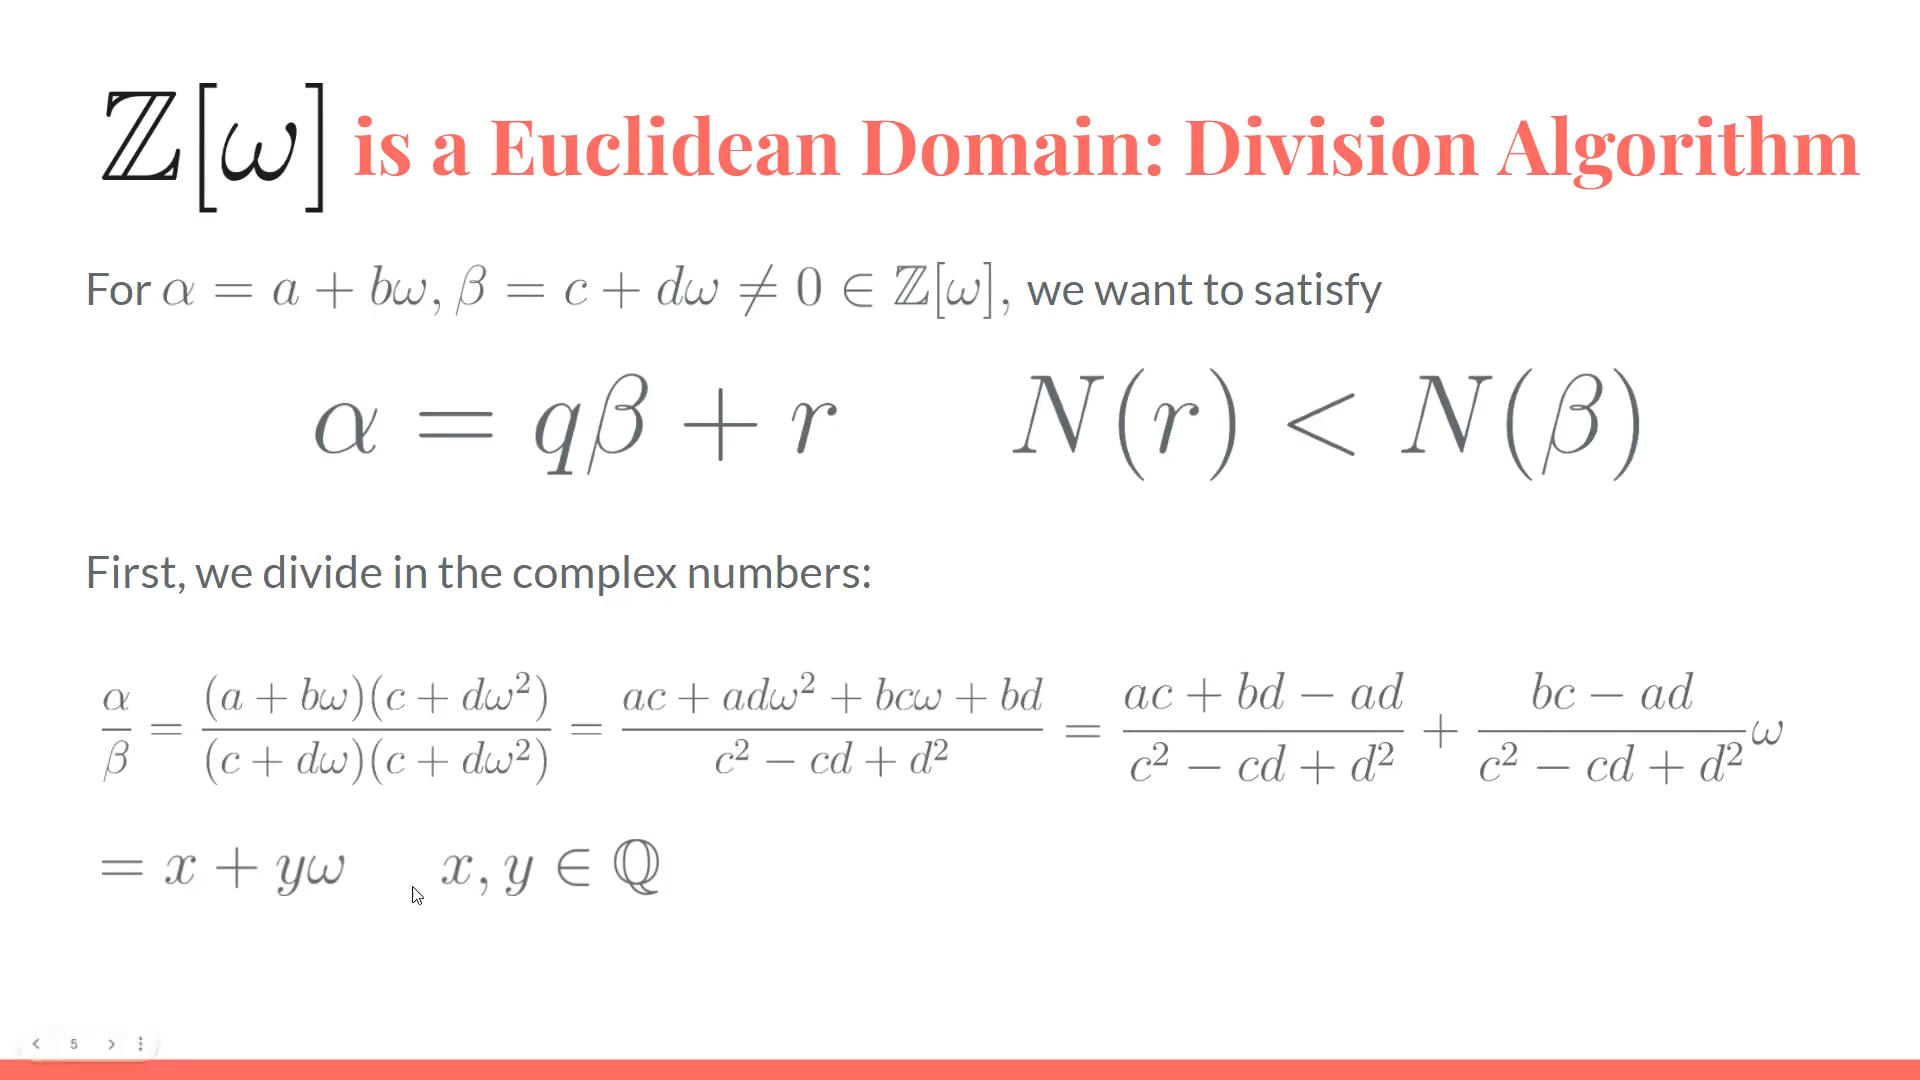 ℤ[ω] is a Euclidean Domain: Division Algorithm
For α = a + bω, β = c + dω ≠ 0 ∈ ℤ[ω], we want to satisfy
α = qβ + r N(r) < N(β)
First, we divide in the complex numbers:
α/β = (a + bω)(c + dω²)/(c + dω)(c + dω²) = ac + adω² + bcω + bd/c² − cd + d² = ac + bd − ad/c² − cd + d² + bc − ad/c² − cd + d² ω
= x + yω x, y ∈ ℚ
5